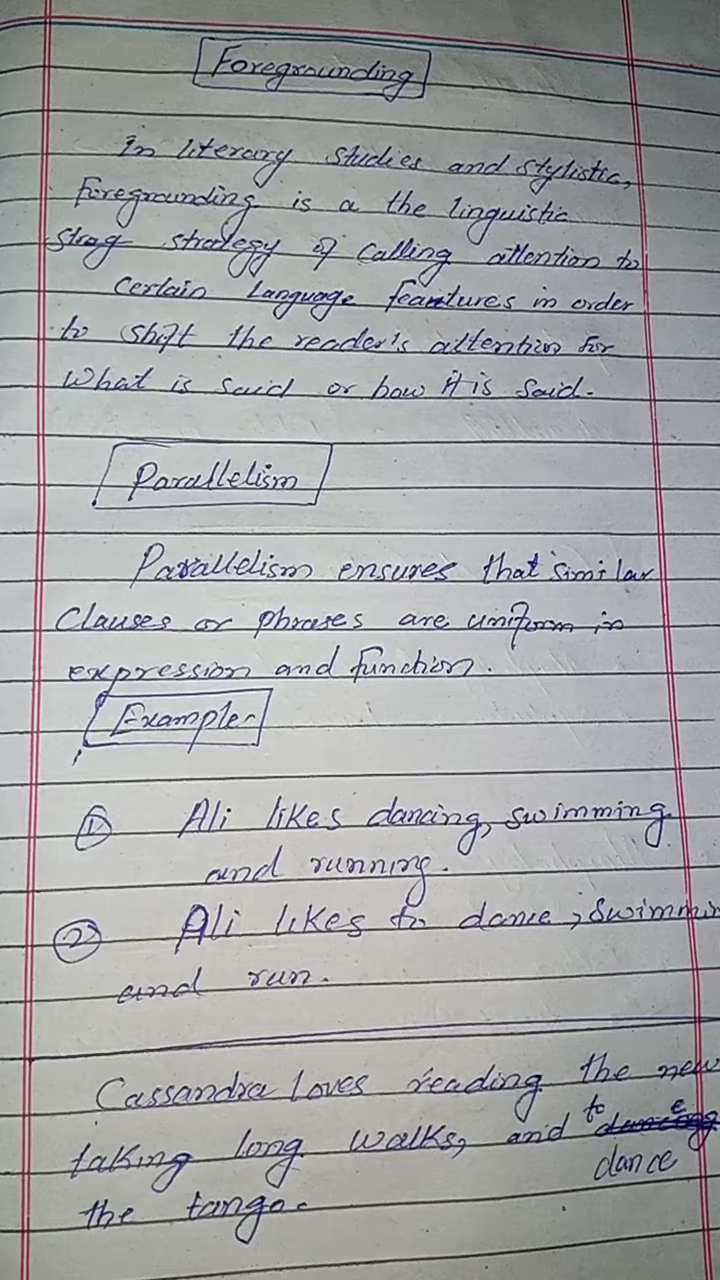 Foregrounding
In literary studies and stylistic,
Foregrounding is a the linguistic
strag strategy of calling attention to
certain language features in order
to shift the reader's attention for
what is said or how it is said.
Parallelism
Parallelism ensures that similar
Clauses or phrases are uniform in
expression and function.
Example-
① Ali likes dancing, swimming
and running.
② Ali likes to dance, swimmin
and run.
Cassandra loves reading the new
taking long walks, and to
dance
the tango.